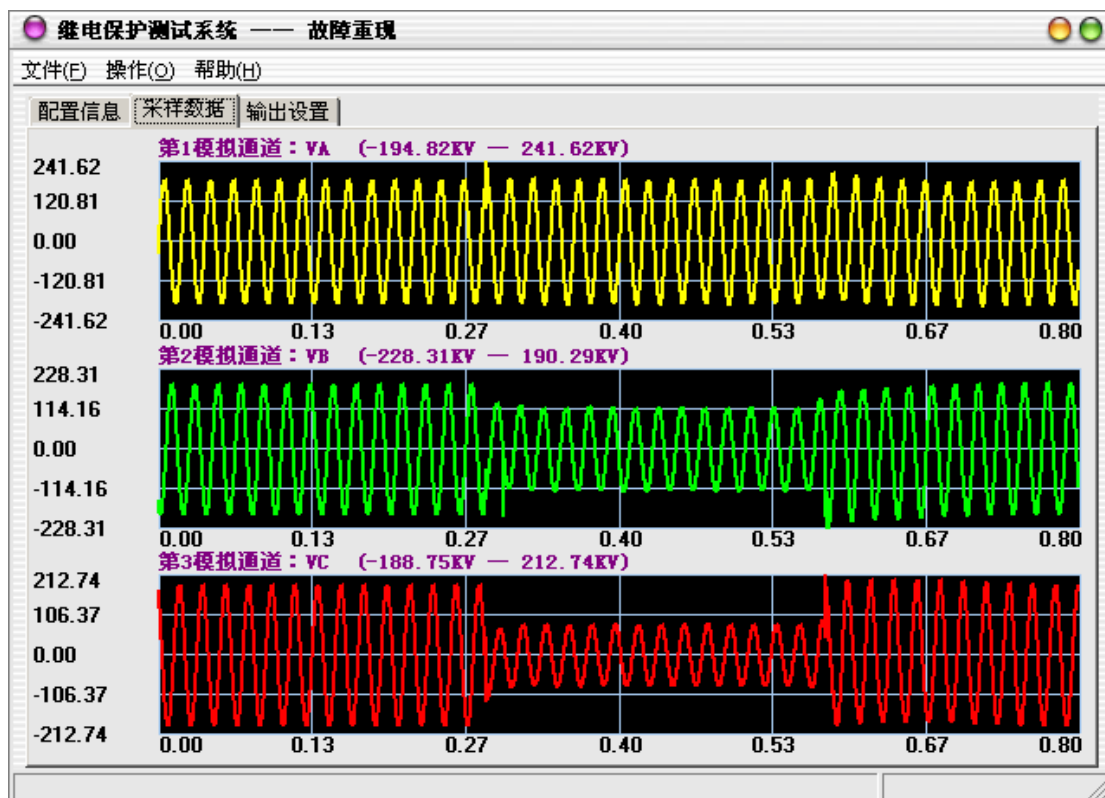 继电保护测试系统 —— 故障重现
文件(F) 操作(O) 帮助(H)
配置信息 采样数据 输出设置
第1模拟通道：VA (-194.82KV — 241.62KV)
241.62
120.81
0.00
-120.81
-241.62
0.00 0.13 0.27 0.40 0.53 0.67 0.80
第2模拟通道：VB (-228.31KV — 190.29KV)
228.31
114.16
0.00
-114.16
-228.31
0.00 0.13 0.27 0.40 0.53 0.67 0.80
第3模拟通道：VC (-188.75KV — 212.74KV)
212.74
106.37
0.00
-106.37
-212.74
0.00 0.13 0.27 0.40 0.53 0.67 0.80